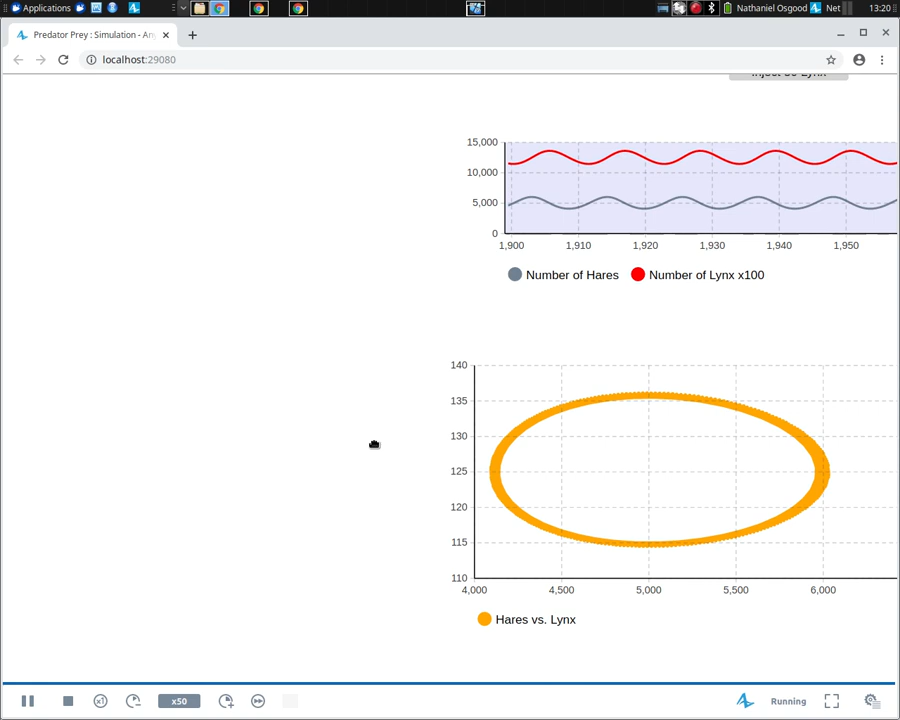 Applications Nathaniel Osgood Net 13:20
Predator Prey : Simulation - An
localhost:29080
15,000
10,000
5,000
0
1,900 1,910 1,920 1,930 1,940 1,950
Number of Hares Number of Lynx x100
140
135
130
125
120
115
110
4,000 4,500 5,000 5,500 6,000
Hares vs. Lynx
x1 x50 Running